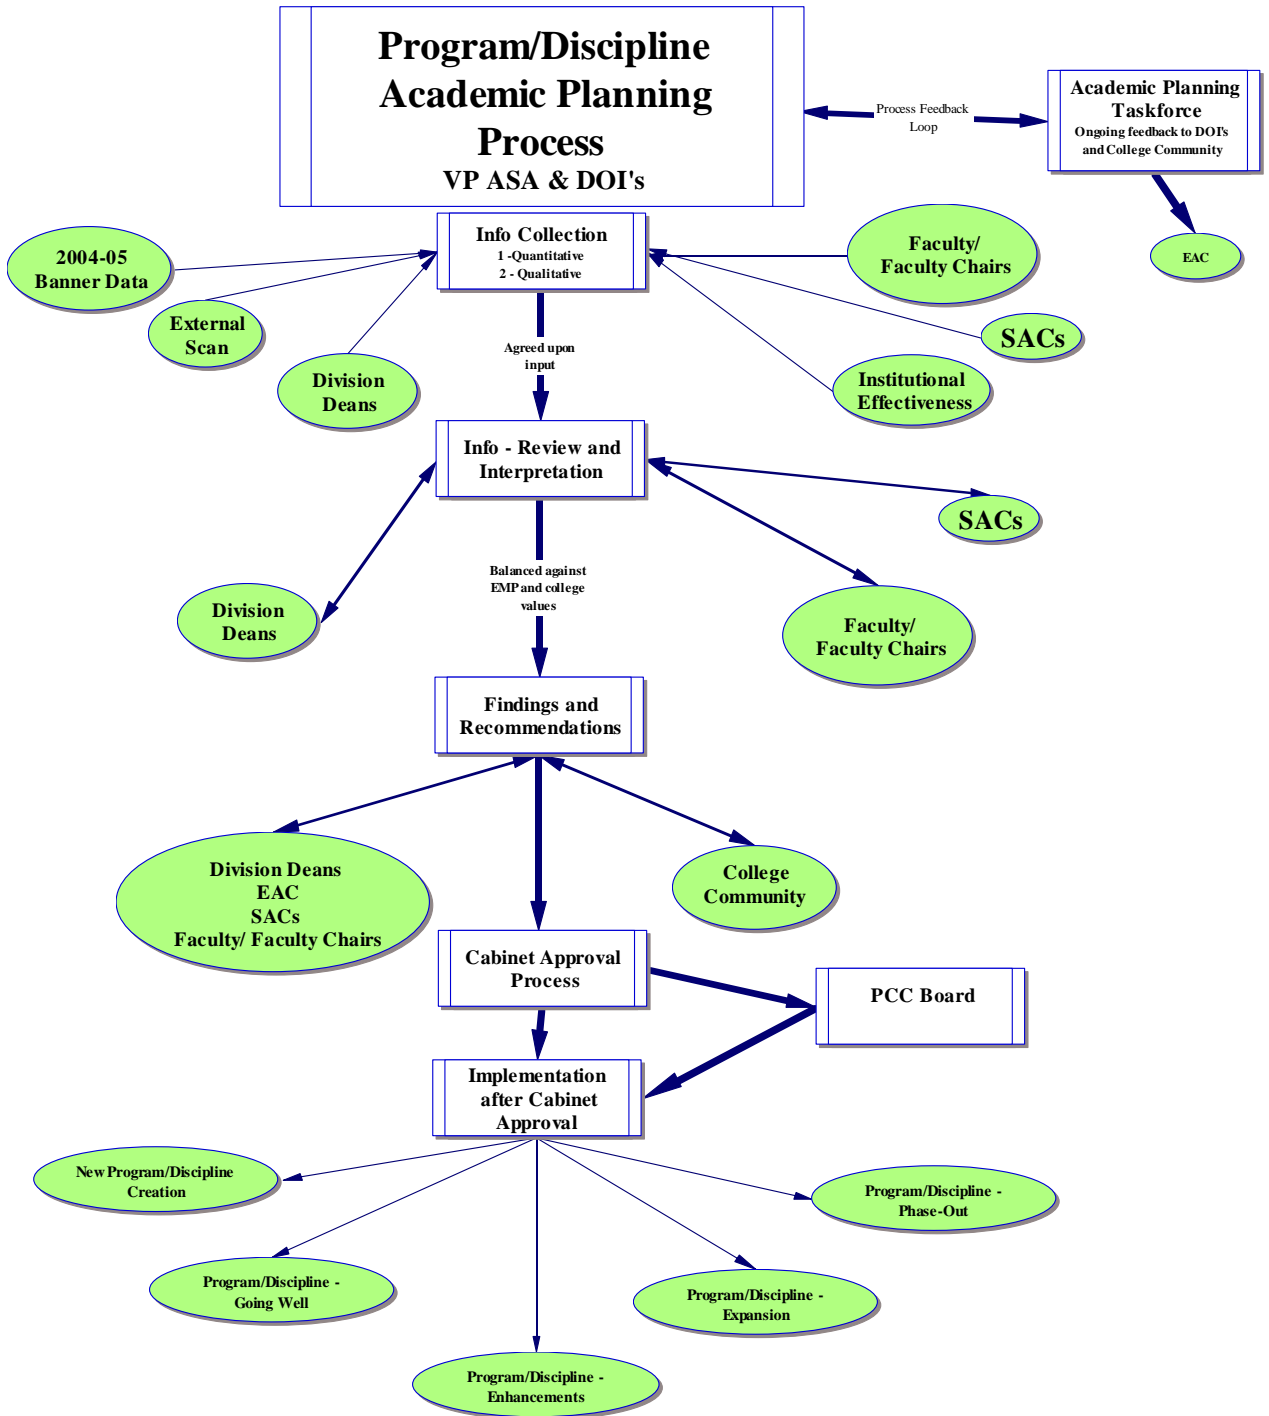 Program/Discipline
Academic Planning
Process
VP ASA & DOI's
Process Feedback
Loop
Academic Planning
Taskforce
Ongoing feedback to DOI's
and College Community
EAC
Info Collection
1 -Quantitative
2 - Qualitative
2004-05
Banner Data
External
Scan
Division
Deans
Faculty/
Faculty Chairs
SACs
Institutional
Effectiveness
Agreed upon
input
Info - Review and
Interpretation
SACs
Division
Deans
Faculty/
Faculty Chairs
Balanced against
EMP and college
values
Findings and
Recommendations
Division Deans
EAC
SACs
Faculty/ Faculty Chairs
College
Community
Cabinet Approval
Process
PCC Board
Implementation
after Cabinet
Approval
New Program/Discipline
Creation
Program/Discipline -
Phase-Out
Program/Discipline -
Going Well
Program/Discipline -
Expansion
Program/Discipline -
Enhancements